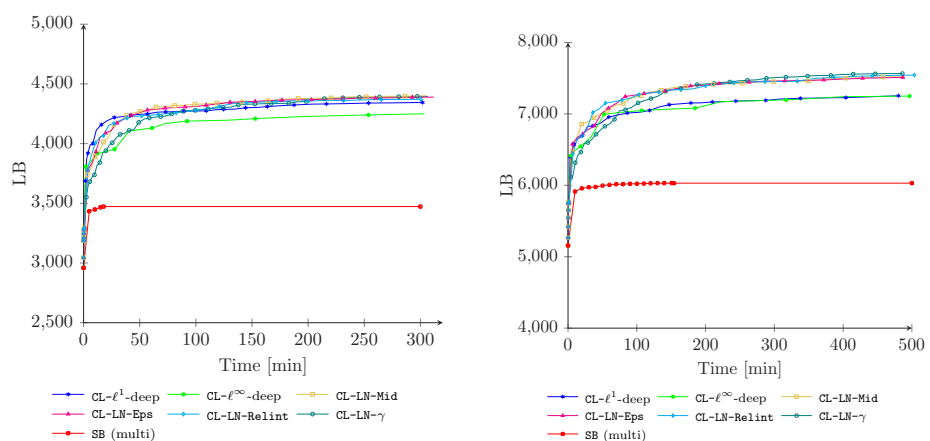 5,000
4,500
4,000
3,500
3,000
2,500
LB
0 50 100 150 200 250 300
Time [min]
CL-ℓ¹-deep CL-ℓ^∞-deep CL-LN-Mid
CL-LN-Eps CL-LN-Relint CL-LN-γ
SB (multi)
8,000
7,000
6,000
5,000
4,000
LB
0 100 200 300 400 500
Time [min]
CL-ℓ¹-deep CL-ℓ^∞-deep CL-LN-Mid
CL-LN-Eps CL-LN-Relint CL-LN-γ
SB (multi)